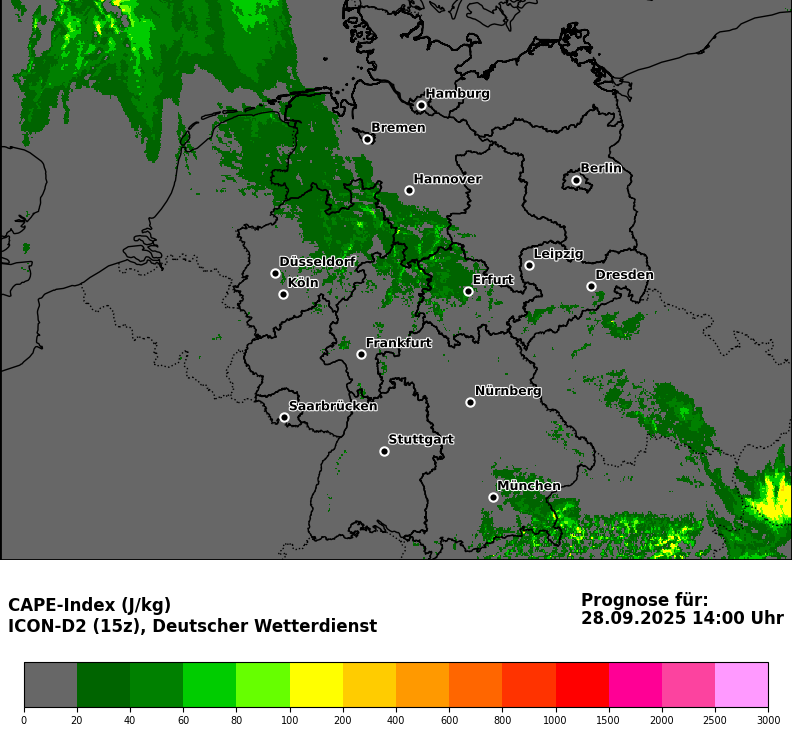 Hamburg
Bremen
Berlin
Hannover
Leipzig
Düsseldorf
Dresden
Köln
Erfurt
Frankfurt
Nürnberg
Saarbrücken
Stuttgart
München
CAPE-Index (J/kg)
ICON-D2 (15z), Deutscher Wetterdienst
Prognose für:
28.09.2025 14:00 Uhr
0 20 40 60 80 100 200 400 600 800 1000 1500 2000 2500 3000